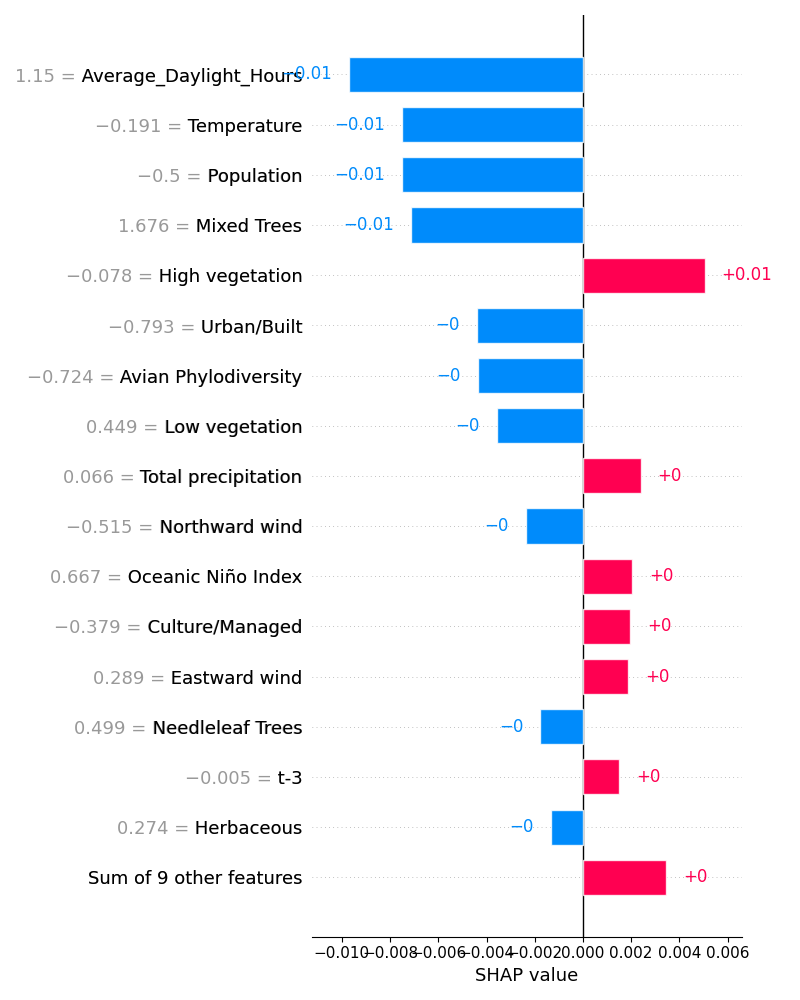 1.15 = Average_Daylight_Hours −0.01
−0.191 = Temperature −0.01
−0.5 = Population −0.01
1.676 = Mixed Trees −0.01
−0.078 = High vegetation +0.01
−0.793 = Urban/Built −0
−0.724 = Avian Phylodiversity −0
0.449 = Low vegetation −0
0.066 = Total precipitation +0
−0.515 = Northward wind −0
0.667 = Oceanic Niño Index +0
−0.379 = Culture/Managed +0
0.289 = Eastward wind +0
0.499 = Needleleaf Trees −0
−0.005 = t-3 +0
0.274 = Herbaceous −0
Sum of 9 other features +0
−0.010 −0.008 −0.006 −0.004 −0.002 0.000 0.002 0.004 0.006
SHAP value